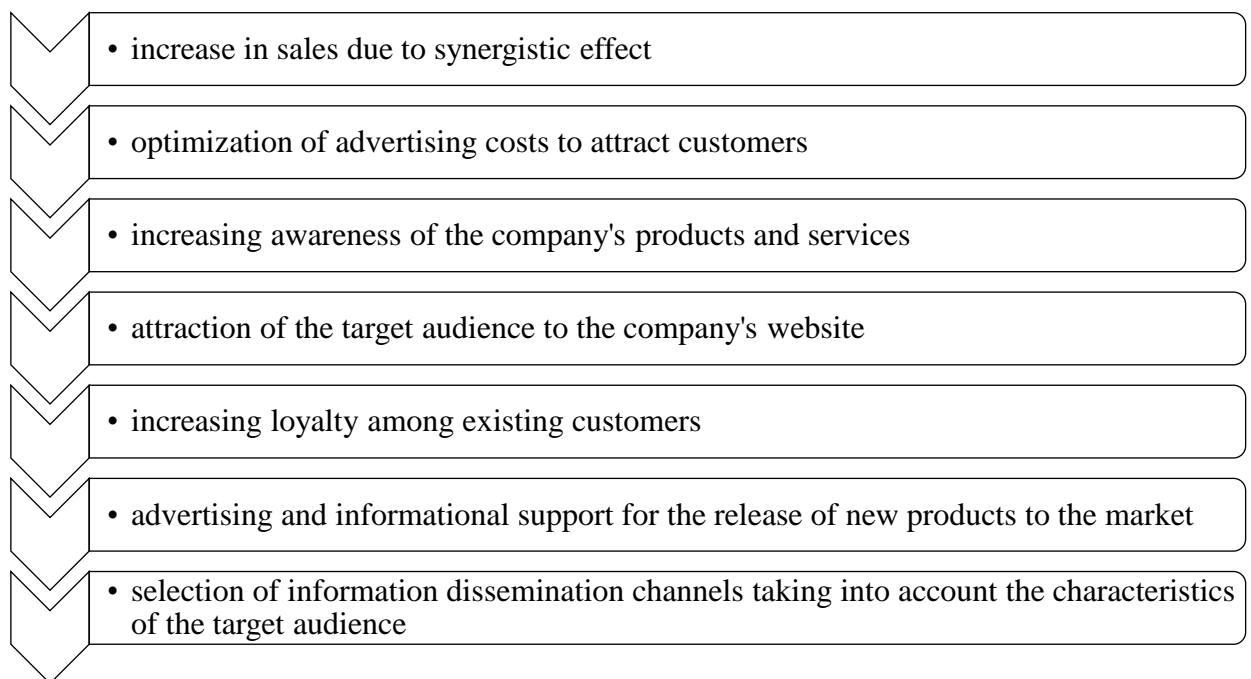 • increase in sales due to synergistic effect
• optimization of advertising costs to attract customers
• increasing awareness of the company's products and services
• attraction of the target audience to the company's website
• increasing loyalty among existing customers
• advertising and informational support for the release of new products to the market
• selection of information dissemination channels taking into account the characteristics
of the target audience